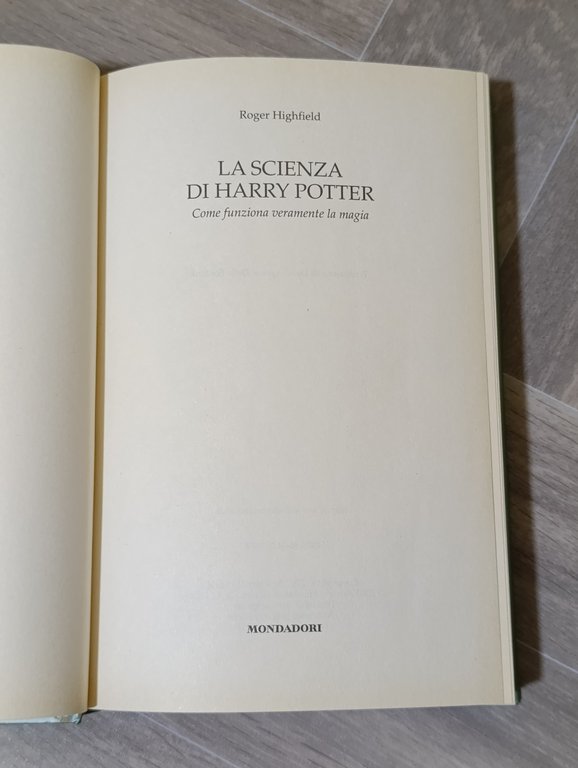 Roger Highfield
LA SCIENZA
DI HARRY POTTER
Come funziona veramente la magia
MONDADORI